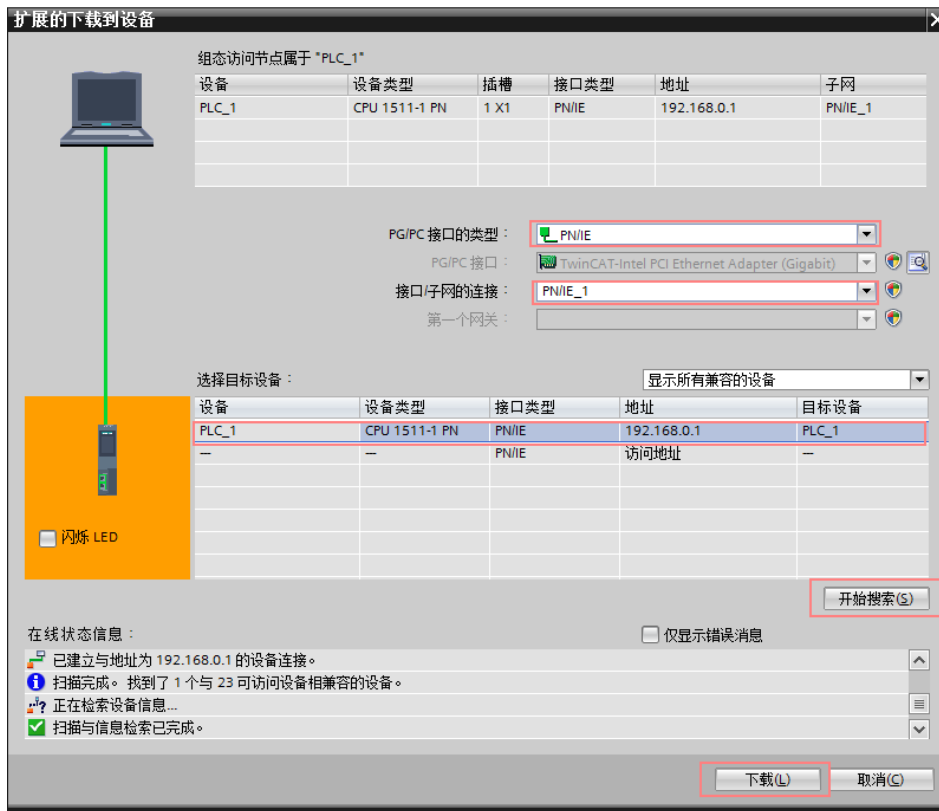 扩展的下载到设备
组态访问节点属于 "PLC_1"
设备 设备类型 插槽 接口类型 地址 子网
PLC_1 CPU 1511-1 PN 1 X1 PN/IE 192.168.0.1 PN/IE_1
PG/PC 接口的类型： PN/IE
PG/PC 接口： TwinCAT-Intel PCI Ethernet Adapter (Gigabit)
接口/子网的连接： PN/IE_1
第一个网关：
选择目标设备： 显示所有兼容的设备
设备 设备类型 接口类型 地址 目标设备
PLC_1 CPU 1511-1 PN PN/IE 192.168.0.1 PLC_1
— — PN/IE 访问地址 —
闪烁 LED
开始搜索(S)
在线状态信息： 仅显示错误消息
已建立与地址为 192.168.0.1 的设备连接。
扫描完成。 找到了 1 个与 23 可访问设备相兼容的设备。
正在检索设备信息...
扫描与信息检索已完成。
下载(L) 取消(C)